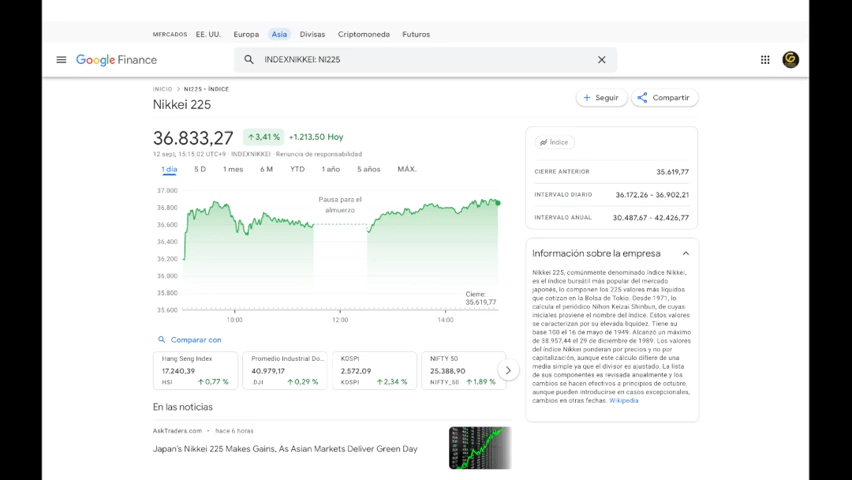 MERCADOS EE. UU. Europa Asia Divisas Criptomoneda Futuros
Google Finance
INDEXNIKKEI: NI225
INICIO > NI225 • ÍNDICE
Nikkei 225
Seguir
Compartir
36.833,27 ↑ 3,41 % +1.213,50 Hoy
12 sept, 15:15:02 UTC+9 · INDEXNIKKEI · Renuncia de responsabilidad
1 día 5 D 1 mes 6 M YTD 1 año 5 años MÁX.
37.000
36.800
36.600
36.400
36.200
36.000
35.800
35.600
Pausa para el
almuerzo
Cierre:
35.619,77
10:00 12:00 14:00
Comparar con
Hang Seng Index
17.240,39
HSI ↑ 0,77 %
Promedio Industrial Do...
40.979,17
.DJI ↑ 0,29 %
KOSPI
2.572,09
KOSPI ↑ 2,34 %
NIFTY 50
25.388,90
NIFTY_50 ↑ 1,89 %
En las noticias
AskTraders.com • hace 6 horas
Japan's Nikkei 225 Makes Gains, As Asian Markets Deliver Green Day
Índice
CIERRE ANTERIOR 35.619,77
INTERVALO DIARIO 36.172,26 - 36.902,21
INTERVALO ANUAL 30.487,67 - 42.426,77
Información sobre la empresa
Nikkei 225, comúnmente denominado índice Nikkei,
es el índice bursátil más popular del mercado
japonés, lo componen los 225 valores más líquidos
que cotizan en la Bolsa de Tokio. Desde 1971, lo
calcula el periódico Nihon Keizai Shinbun, de cuyas
iniciales proviene el nombre del índice. Estos valores
se caracterizan por su elevada liquidez. Tiene su
base 100 el 16 de mayo de 1949. Alcanzó un máximo
de 38.957,44 el 29 de diciembre de 1989. Los valores
del índice Nikkei ponderan por precios y no por
capitalización, aunque este cálculo difiere de una
media simple ya que el divisor es ajustado. La lista
de sus componentes es revisada anualmente y los
cambios se hacen efectivos a principios de octubre,
aunque pueden introducirse en casos excepcionales,
cambios en otras fechas. Wikipedia